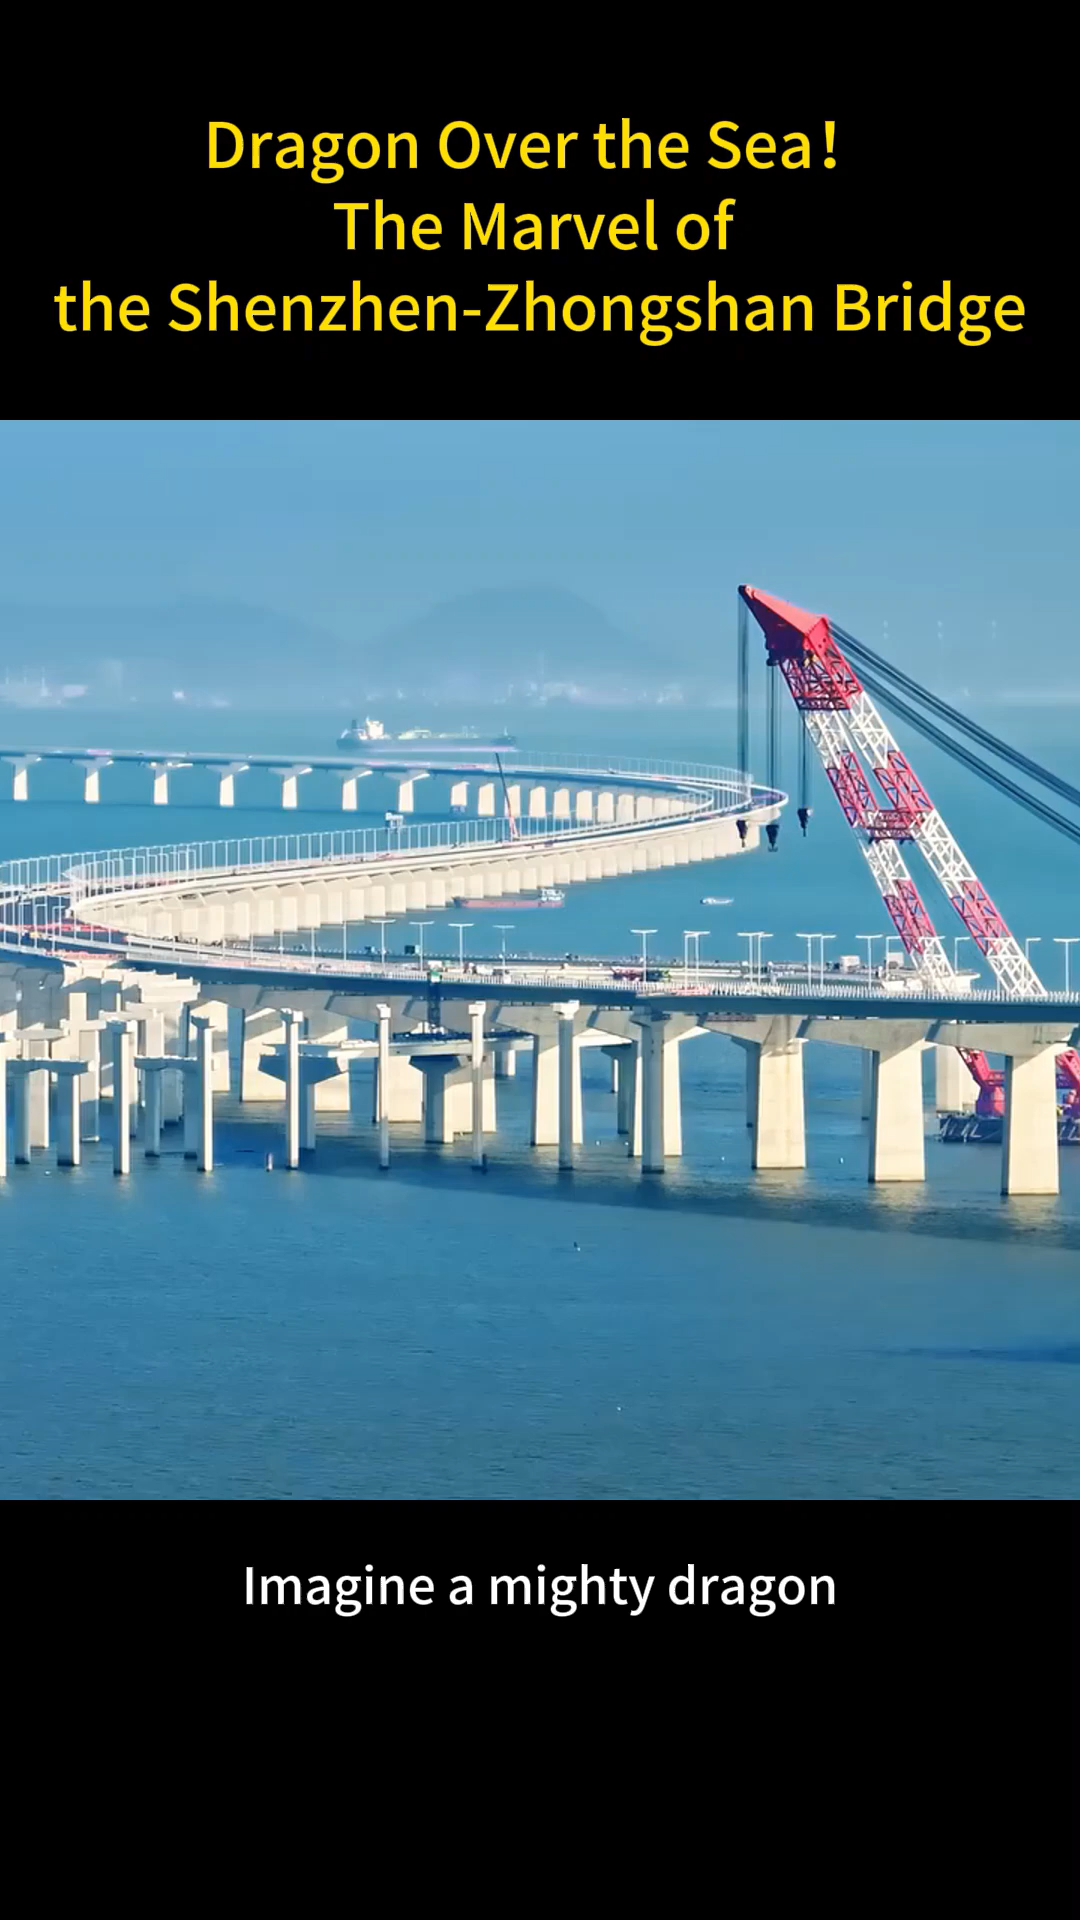 Dragon Over the Sea!
The Marvel of
the Shenzhen-Zhongshan Bridge
Imagine a mighty dragon